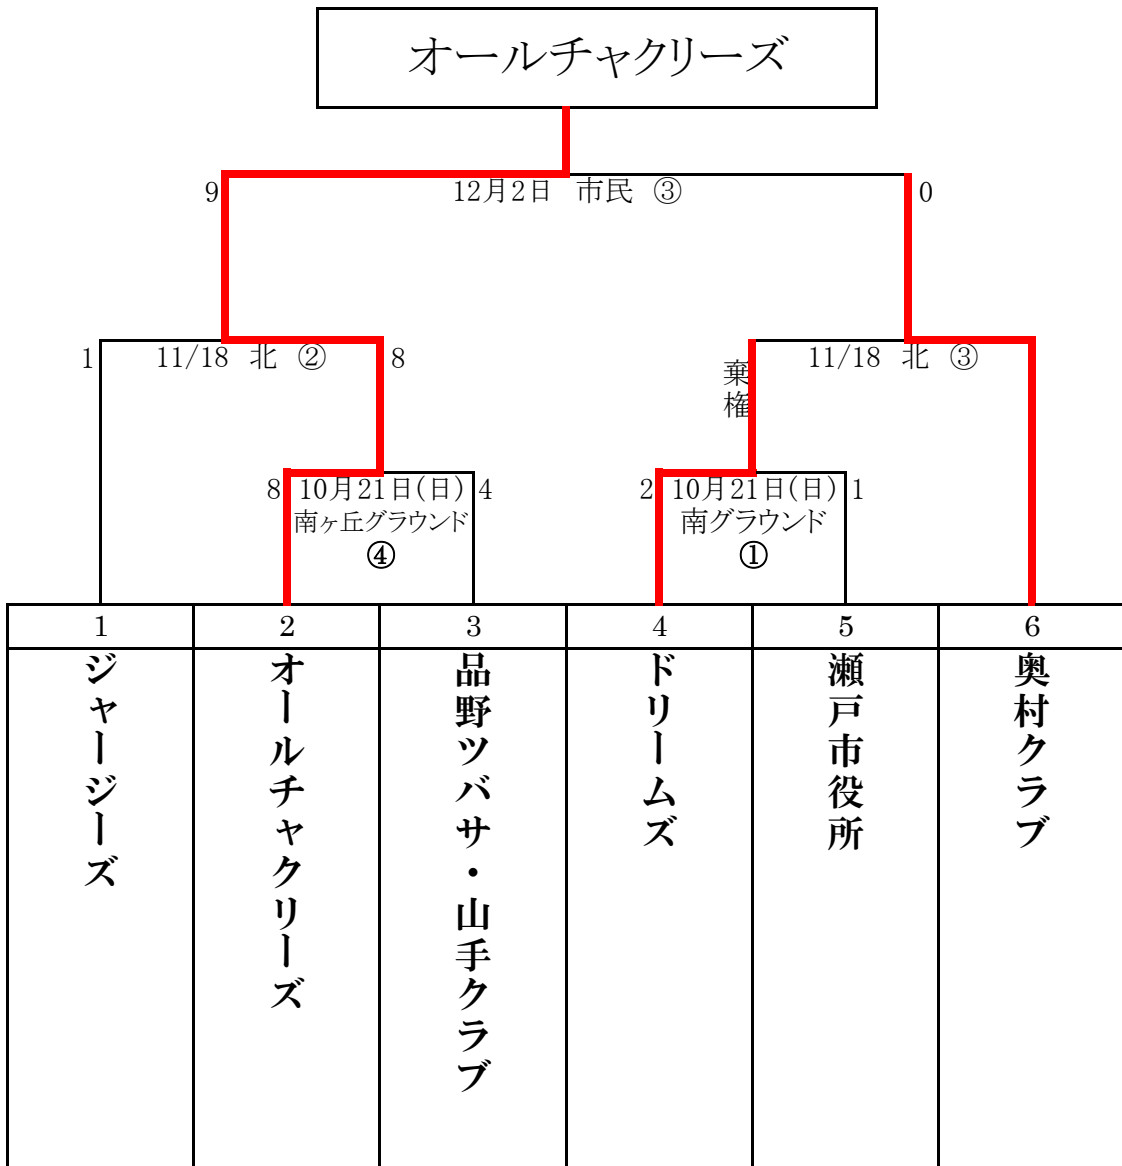 オールチャクリーズ
9
12月2日 市民 ③
0
1
11/18 北 ②
8
棄権
11/18 北 ③
8
10月21日(日)
4
南ヶ丘グラウンド
④
2
10月21日(日)
1
南グラウンド
①
1
2
3
4
5
6
ジャージーズ
オールチャクリーズ
品野ツバサ・山手クラブ
ドリームズ
瀬戸市役所
奥村クラブ